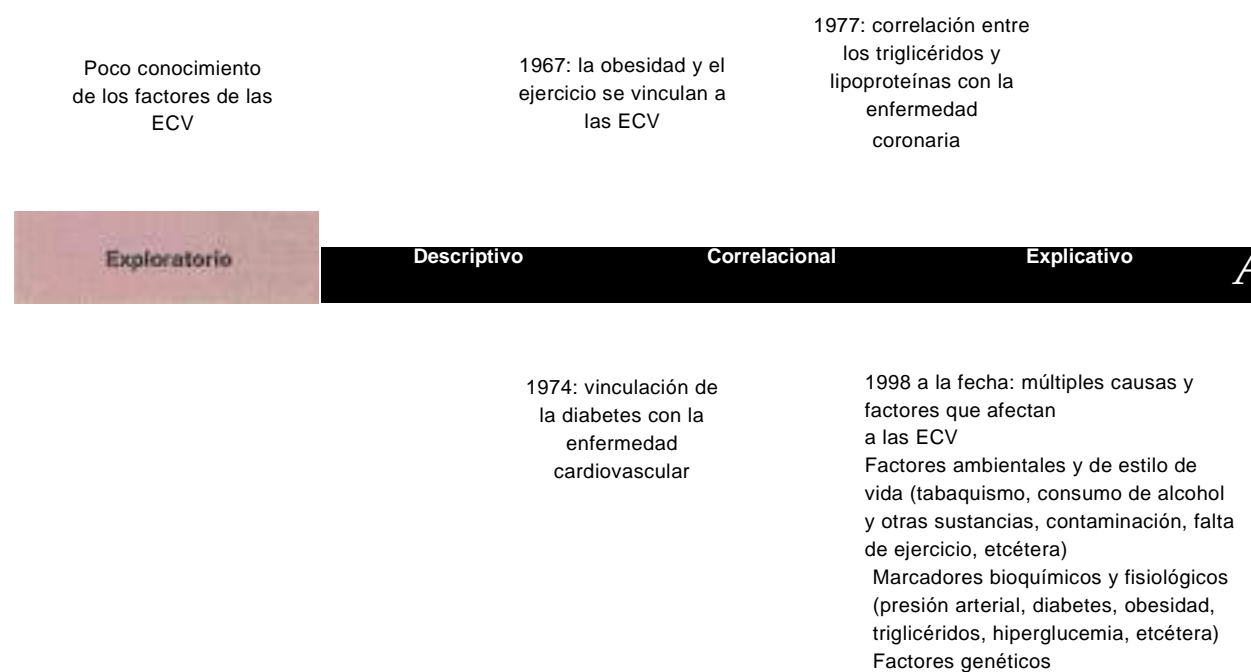 Poco conocimiento
de los factores de las
ECV
1967: la obesidad y el
ejercicio se vinculan a
las ECV
1977: correlación entre
los triglicéridos y
lipoproteínas con la
enfermedad
coronaria
Exploratorio
Descriptivo
Correlacional
Explicativo
A
1974: vinculación de
la diabetes con la
enfermedad
cardiovascular
1998 a la fecha: múltiples causas y
factores que afectan
a las ECV
Factores ambientales y de estilo de
vida (tabaquismo, consumo de alcohol
y otras sustancias, contaminación, falta
de ejercicio, etcétera)
Marcadores bioquímicos y fisiológicos
(presión arterial, diabetes, obesidad,
triglicéridos, hiperglucemia, etcétera)
Factores genéticos